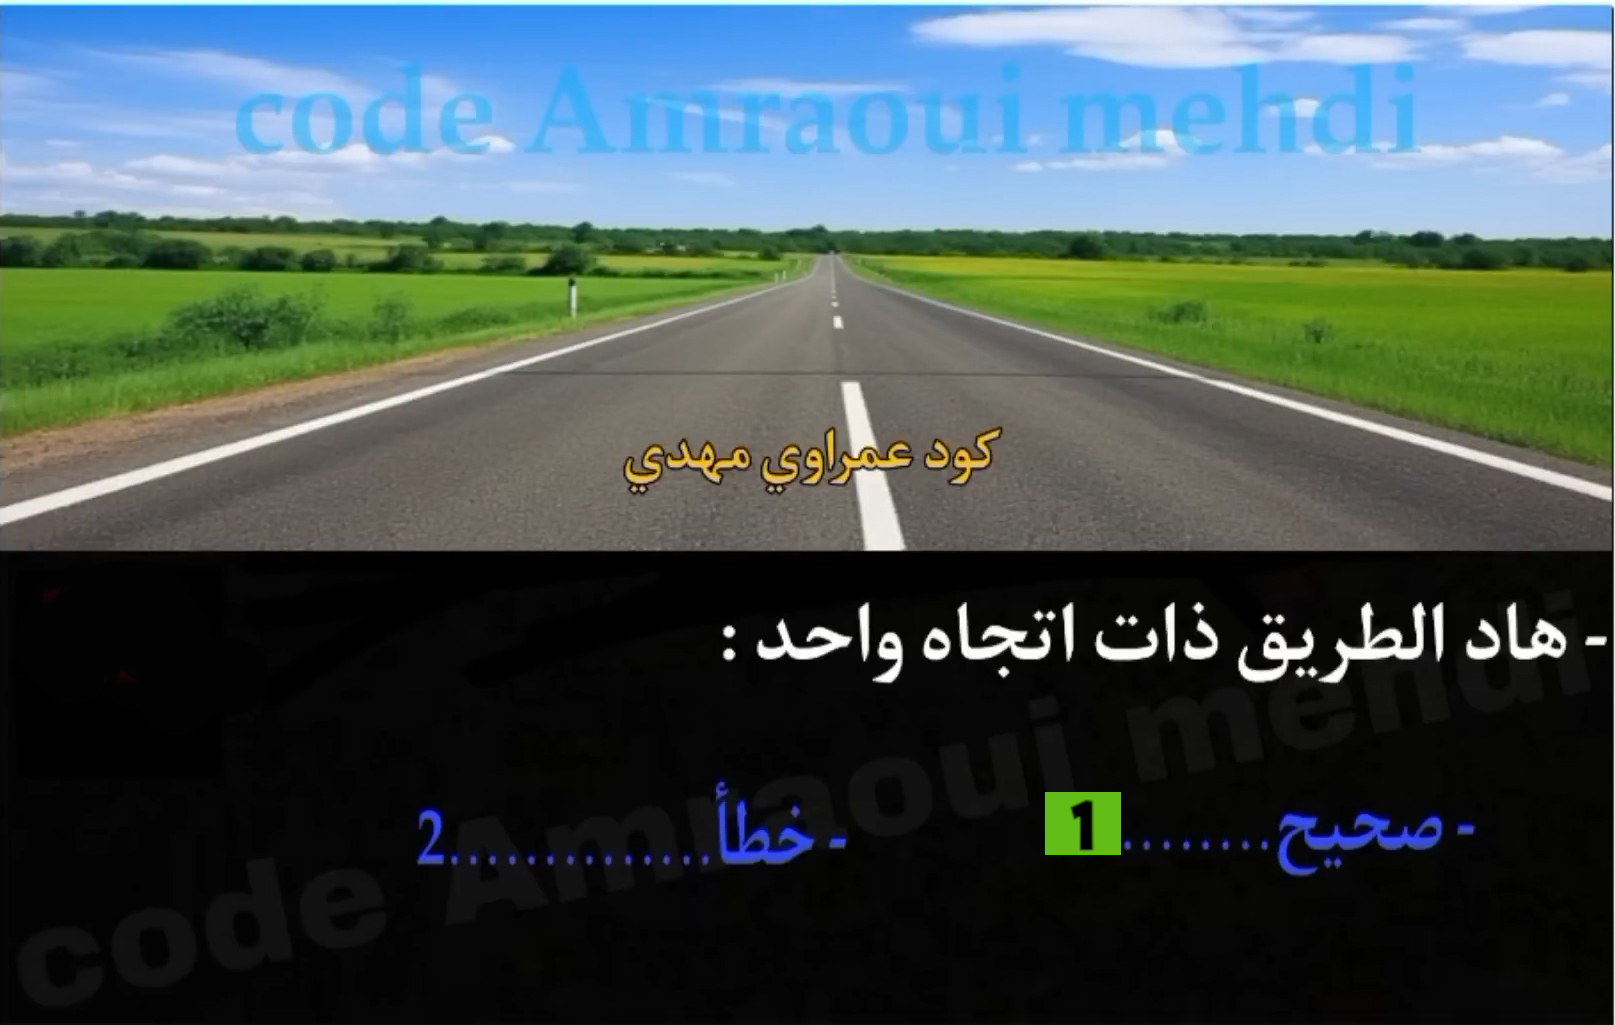 code Amraoui mehdi
كود عمراوي مهدي
- هاد الطريق ذات اتجاه واحد :
- صحيح........1 - خطأ..............2
code Amraoui mehdi